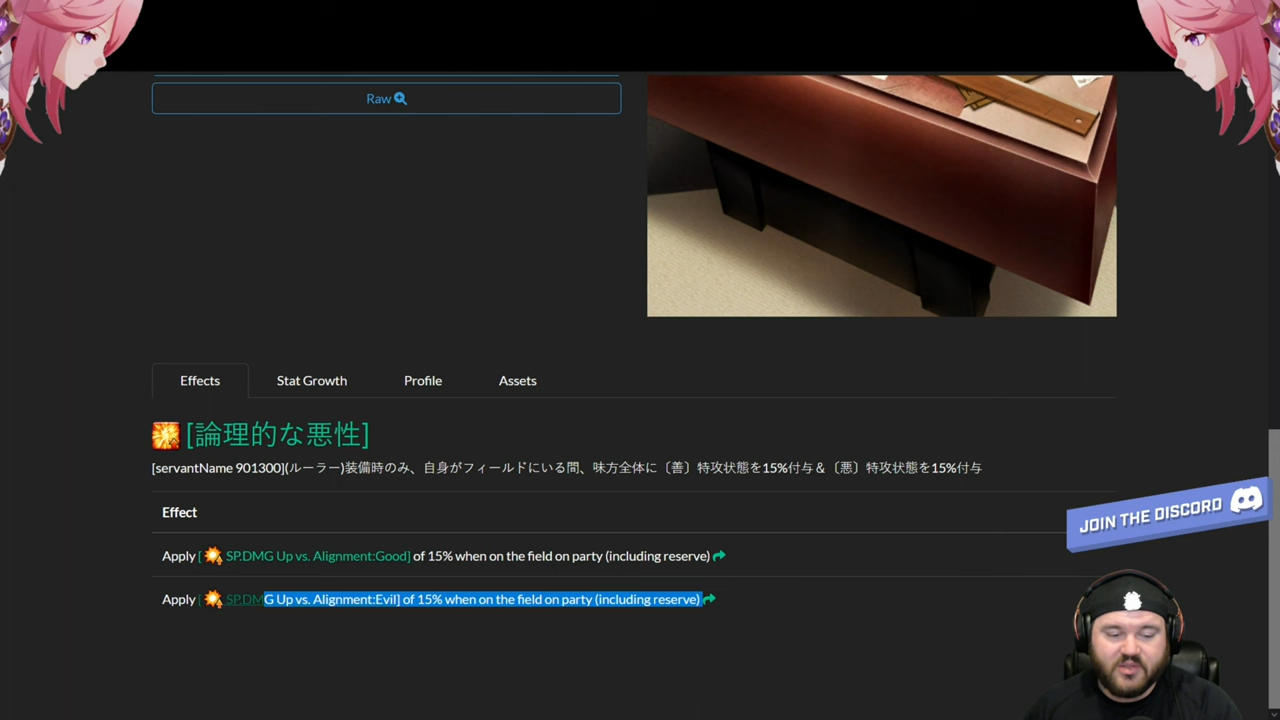 Raw
Effects
Stat Growth
Profile
Assets
[論理的な悪性]
[servantName 901300](ルーラー)装備時のみ、自身がフィールドにいる間、味方全体に〔善〕特攻状態を15%付与＆〔悪〕特攻状態を15%付与
JOIN THE DISCORD
Effect
Apply [ SP.DMG Up vs. Alignment:Good] of 15% when on the field on party (including reserve)
Apply [ SP.DMG Up vs. Alignment:Evil] of 15% when on the field on party (including reserve)